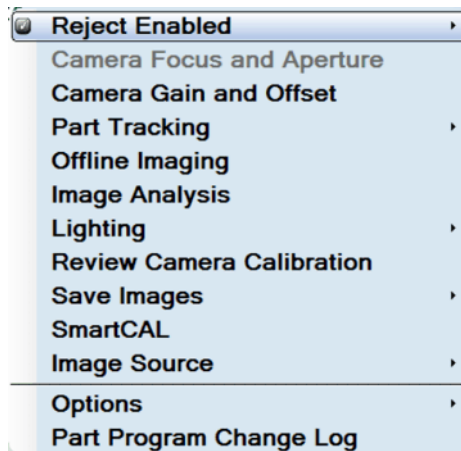 Reject Enabled
Camera Focus and Aperture
Camera Gain and Offset
Part Tracking
Offline Imaging
Image Analysis
Lighting
Review Camera Calibration
Save Images
SmartCAL
Image Source
Options
Part Program Change Log